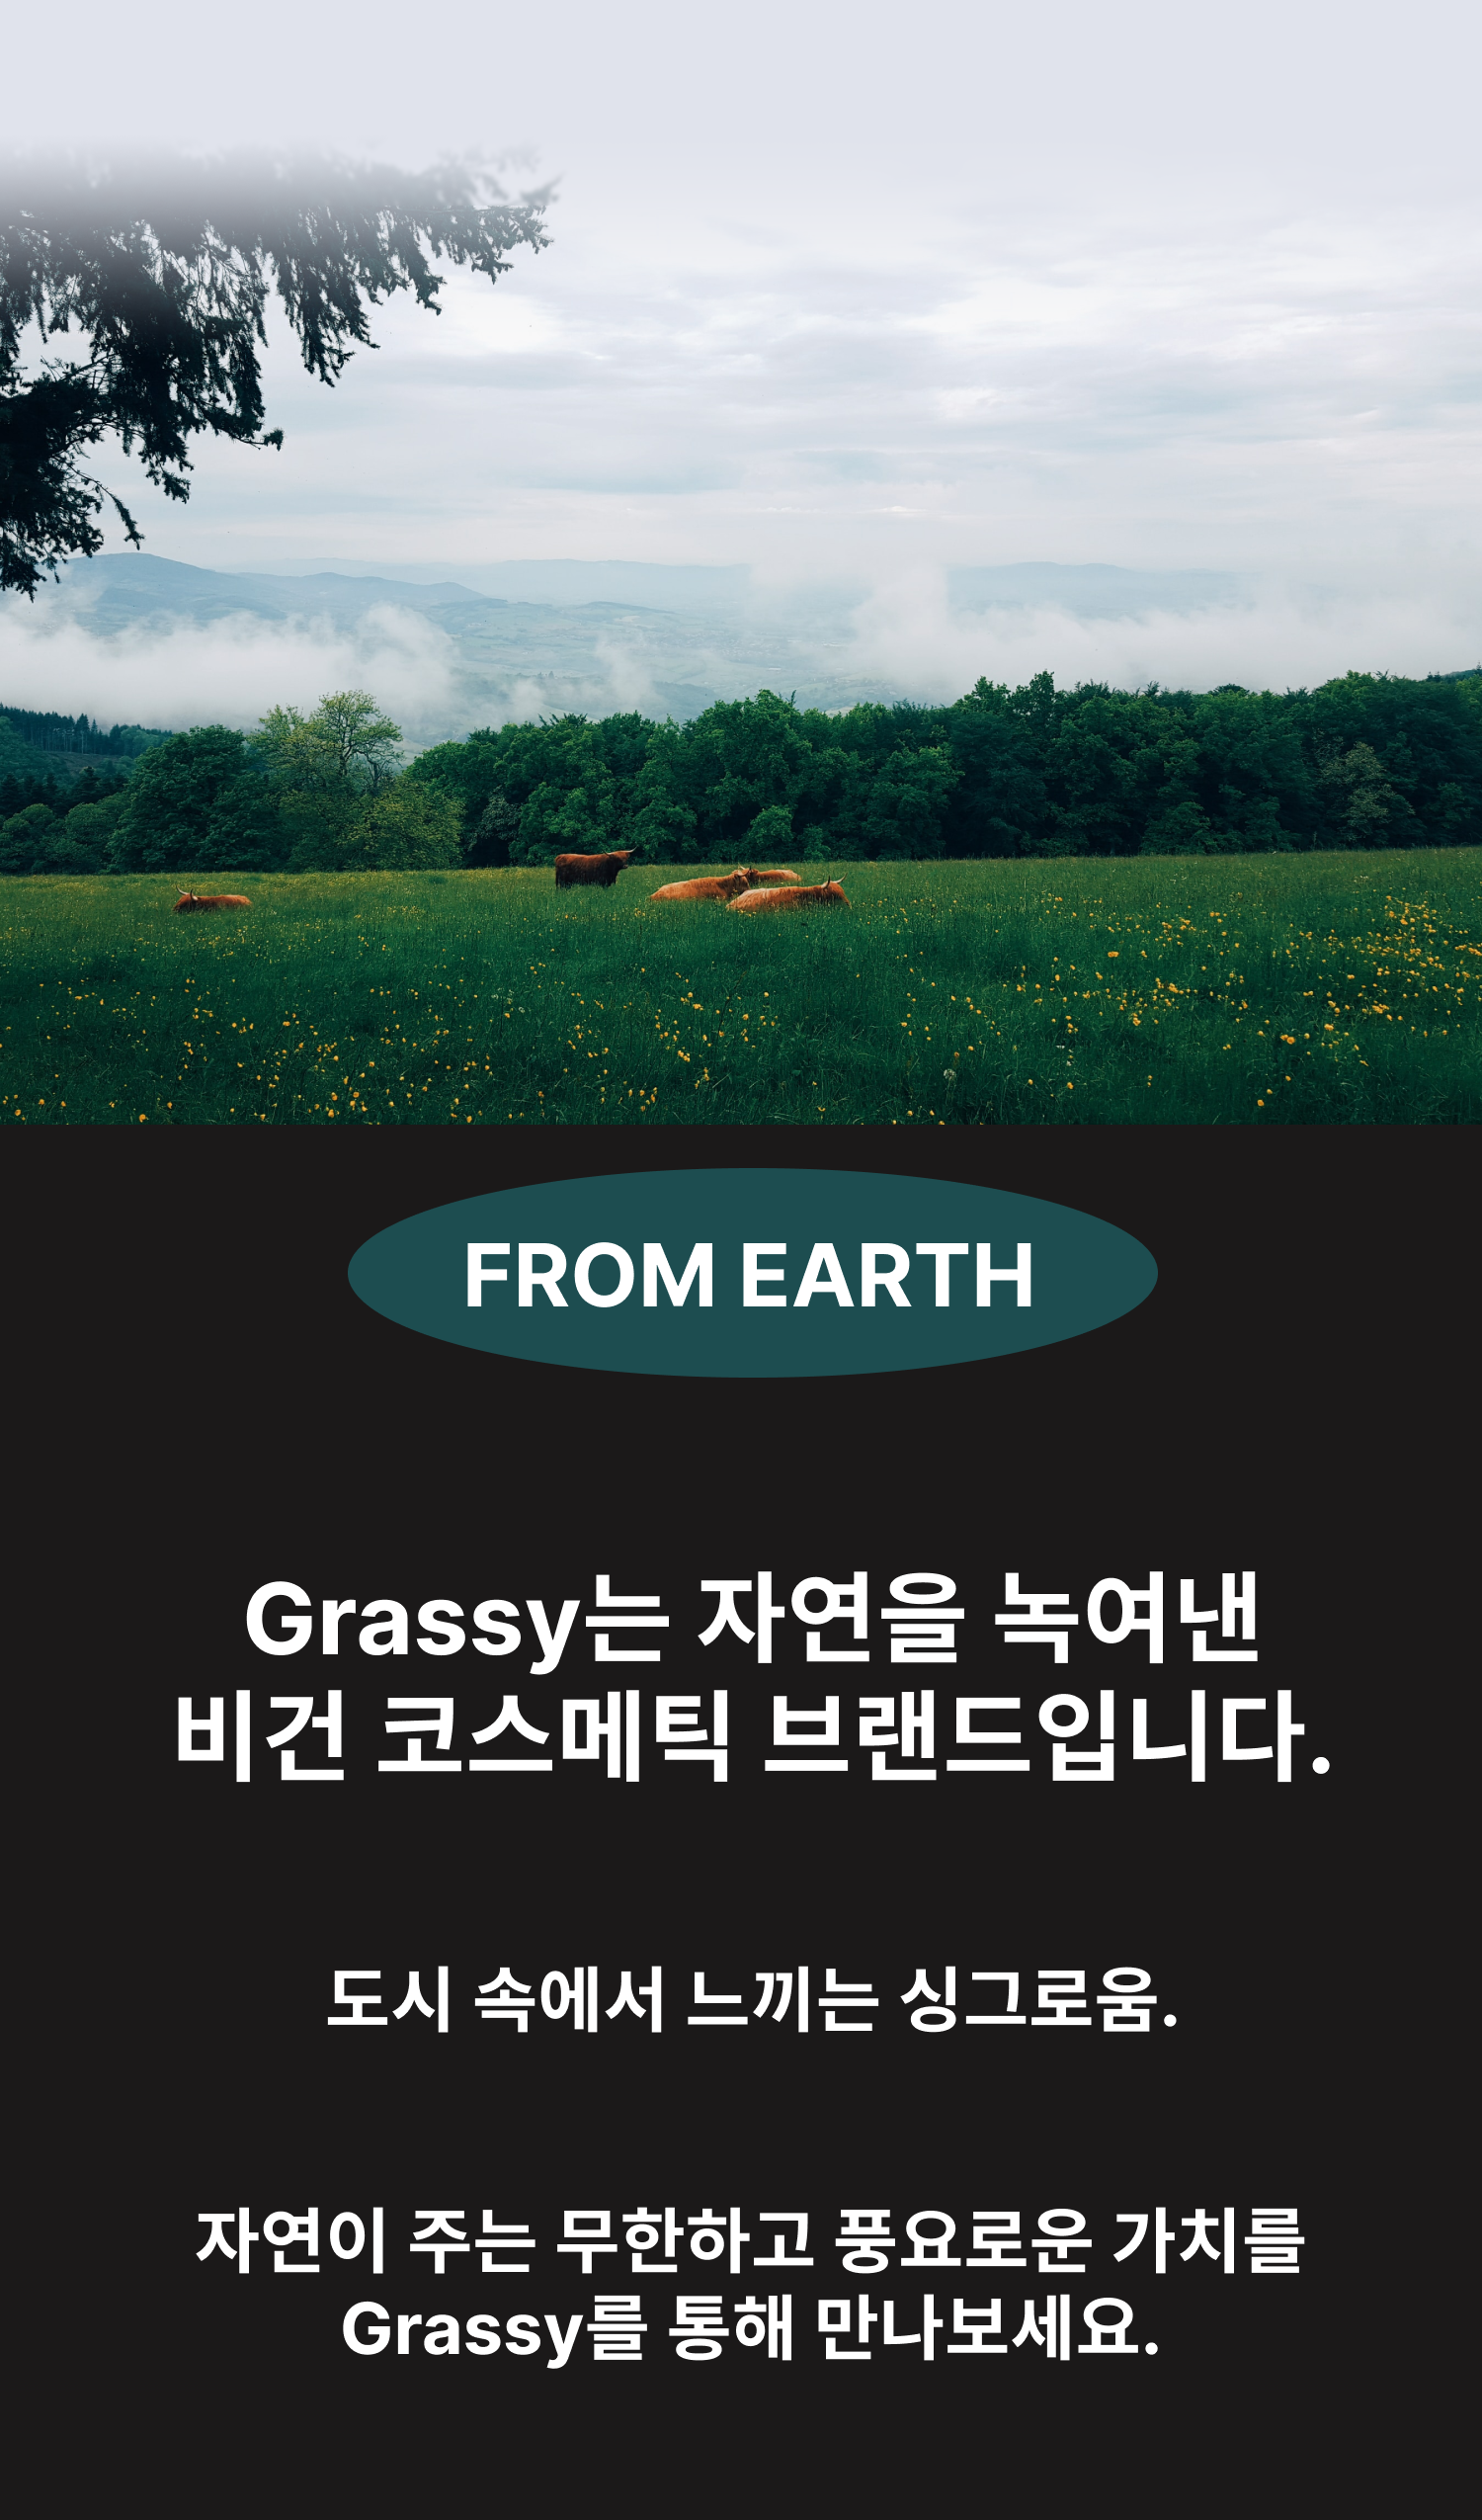 FROM EARTH
Grassy는 자연을 녹여낸
비건 코스메틱 브랜드입니다.
도시 속에서 느끼는 싱그로움.
자연이 주는 무한하고 풍요로운 가치를
Grassy를 통해 만나보세요.